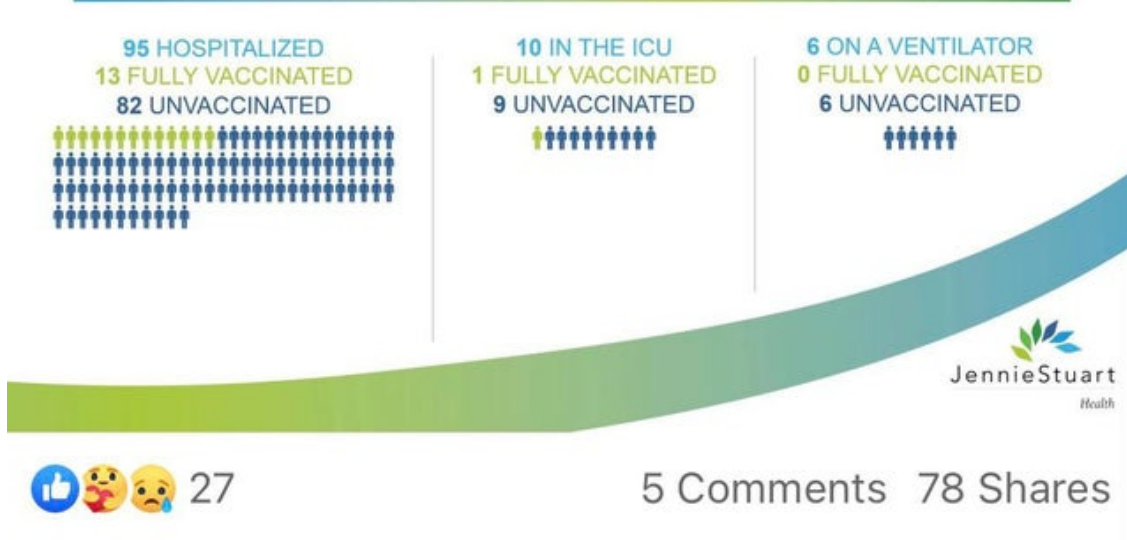 95 HOSPITALIZED
13 FULLY VACCINATED
82 UNVACCINATED
10 IN THE ICU
1 FULLY VACCINATED
9 UNVACCINATED
6 ON A VENTILATOR
0 FULLY VACCINATED
6 UNVACCINATED
JennieStuart
Health
27
5 Comments 78 Shares